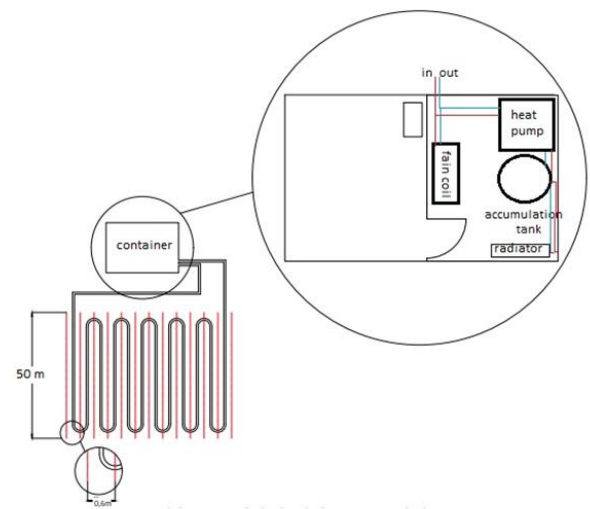 in out
heat
pump
fain coil
accumulation
tank
radiator
container
50 m
0,6m